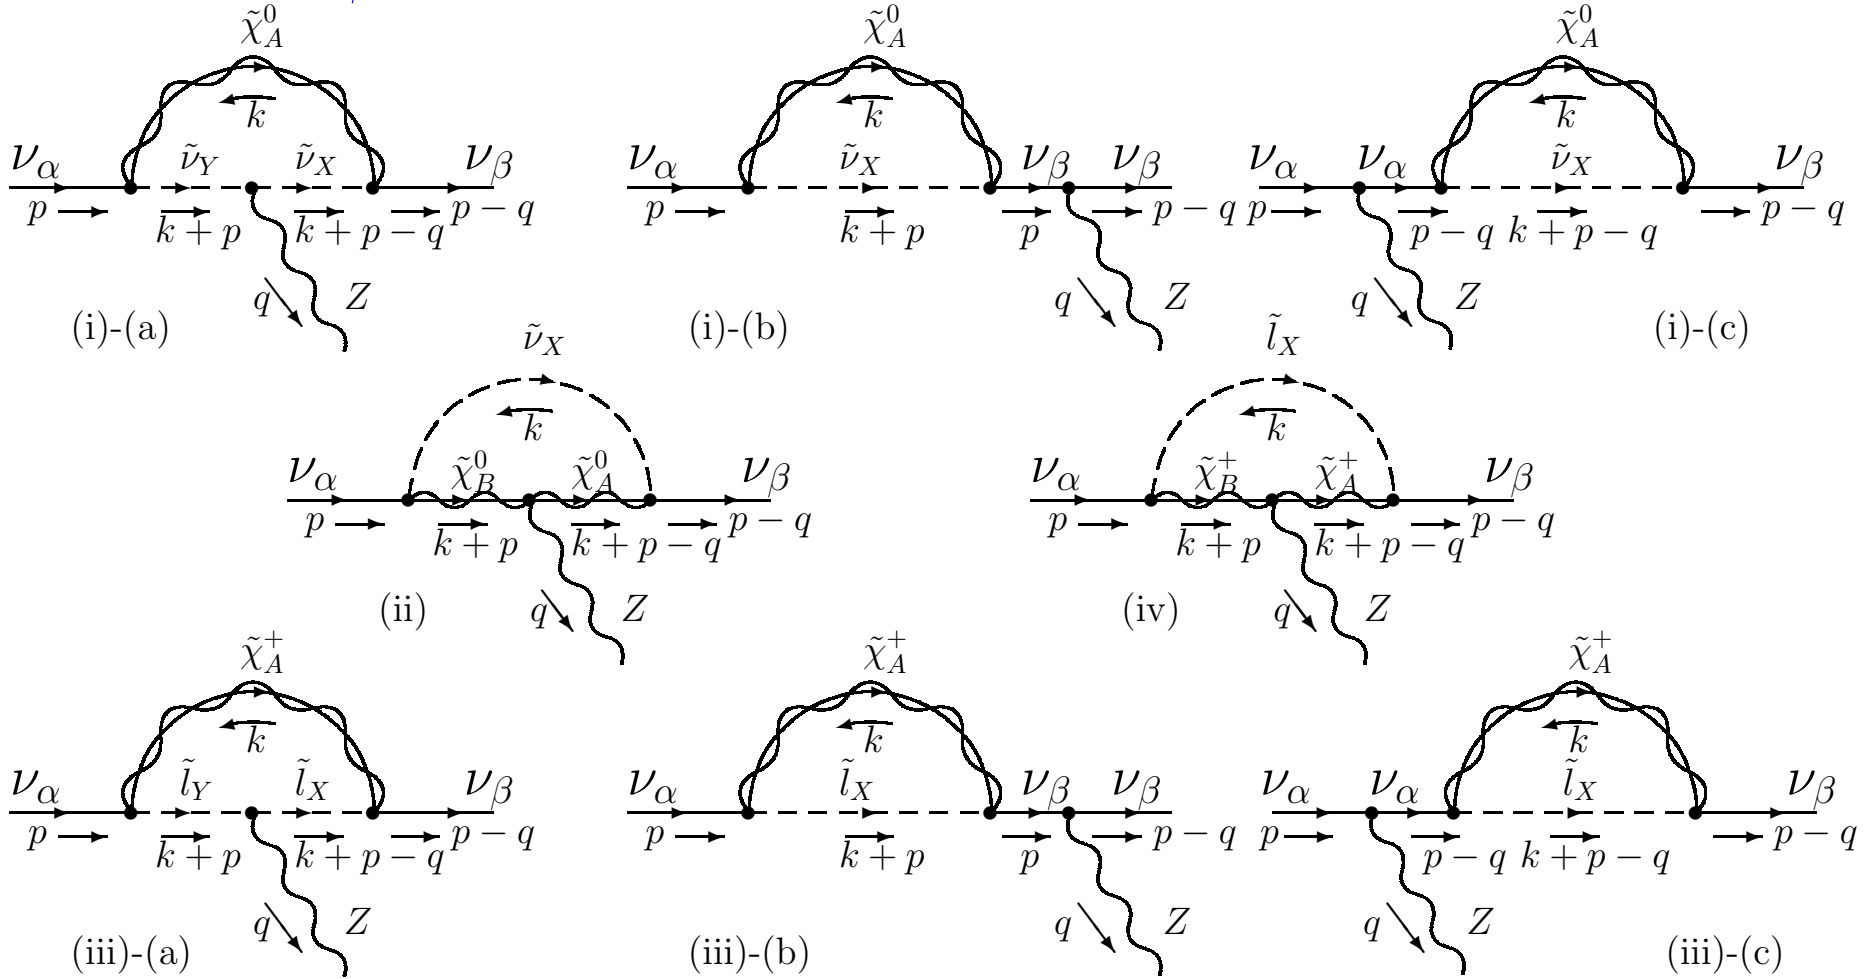 χ̃⁰_A χ̃⁰_A χ̃⁰_A
k k k
ν_α ν̃_Y ν̃_X ν_β ν_α ν̃_X ν_β ν_β ν_α ν_α ν̃_X ν_β
p k + p k + p − q p − q p k + p p p − q p p − q k + p − q p − q
q Z q Z q Z
(i)-(a) (i)-(b) (i)-(c)
ν̃_X l̃_X
k k
ν_α χ̃⁰_B χ̃⁰_A ν_β ν_α χ̃⁺_B χ̃⁺_A ν_β
p k + p k + p − q p − q p k + p k + p − q p − q
(ii) q Z (iv) q Z
χ̃⁺_A χ̃⁺_A χ̃⁺_A
k k k
ν_α l̃_Y l̃_X ν_β ν_α l̃_X ν_β ν_β ν_α ν_α l̃_X ν_β
p k + p k + p − q p − q p k + p p p − q p p − q k + p − q p − q
q Z q Z q Z
(iii)-(a) (iii)-(b) (iii)-(c)